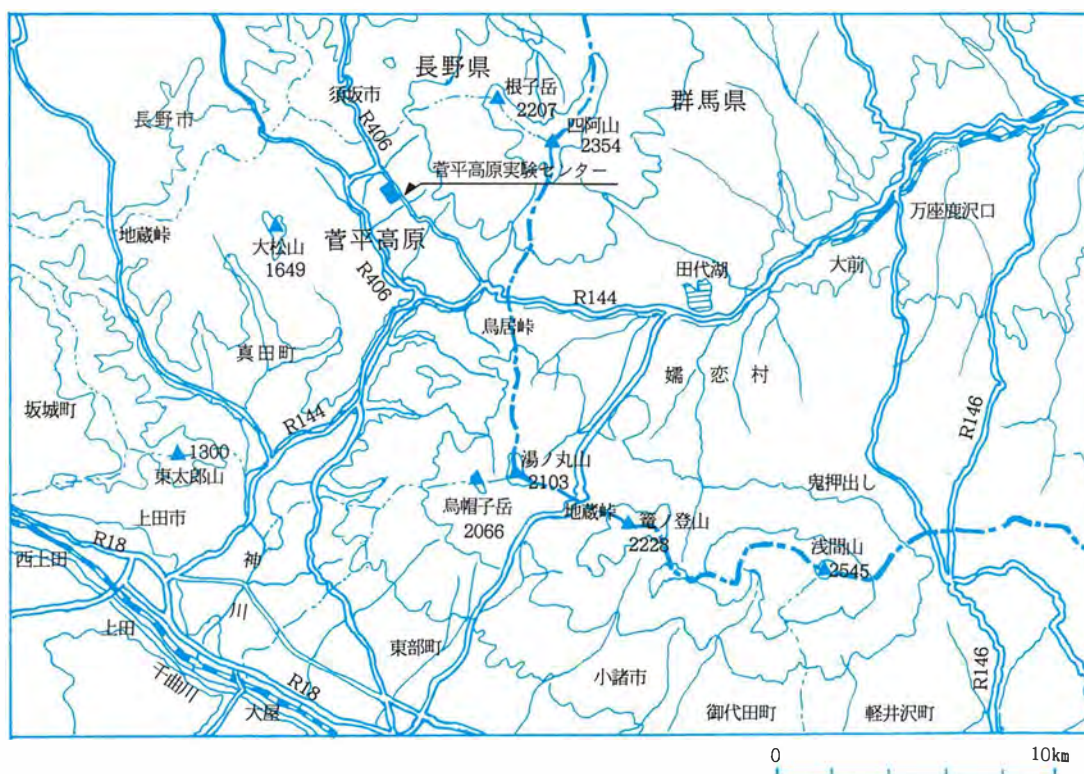 長野県
根子岳
2207
須坂市
群馬県
長野市
R406
四阿山
2354
菅平高原実験センター
万座鹿沢口
地蔵峠
大松山
1649
菅平高原
R406
田代湖
大前
R144
鳥居峠
真田町
嬬恋村
坂城町
R144
R146
1300
東太郎山
湯ノ丸山
2103
鬼押出し
烏帽子岳
2066
地蔵峠
篭ノ登山
2228
浅間山
2545
上田市
R18
西上田
神川
上田
東部町
千曲川
R18
大屋
小諸市
R146
御代田町
軽井沢町
0
10km